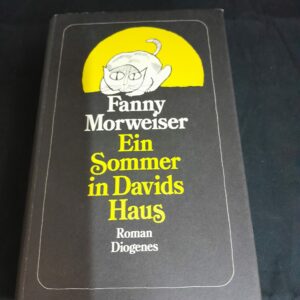 Fanny
Morweiser
Ein
Sommer
in Davids
Haus
Roman
Diogenes